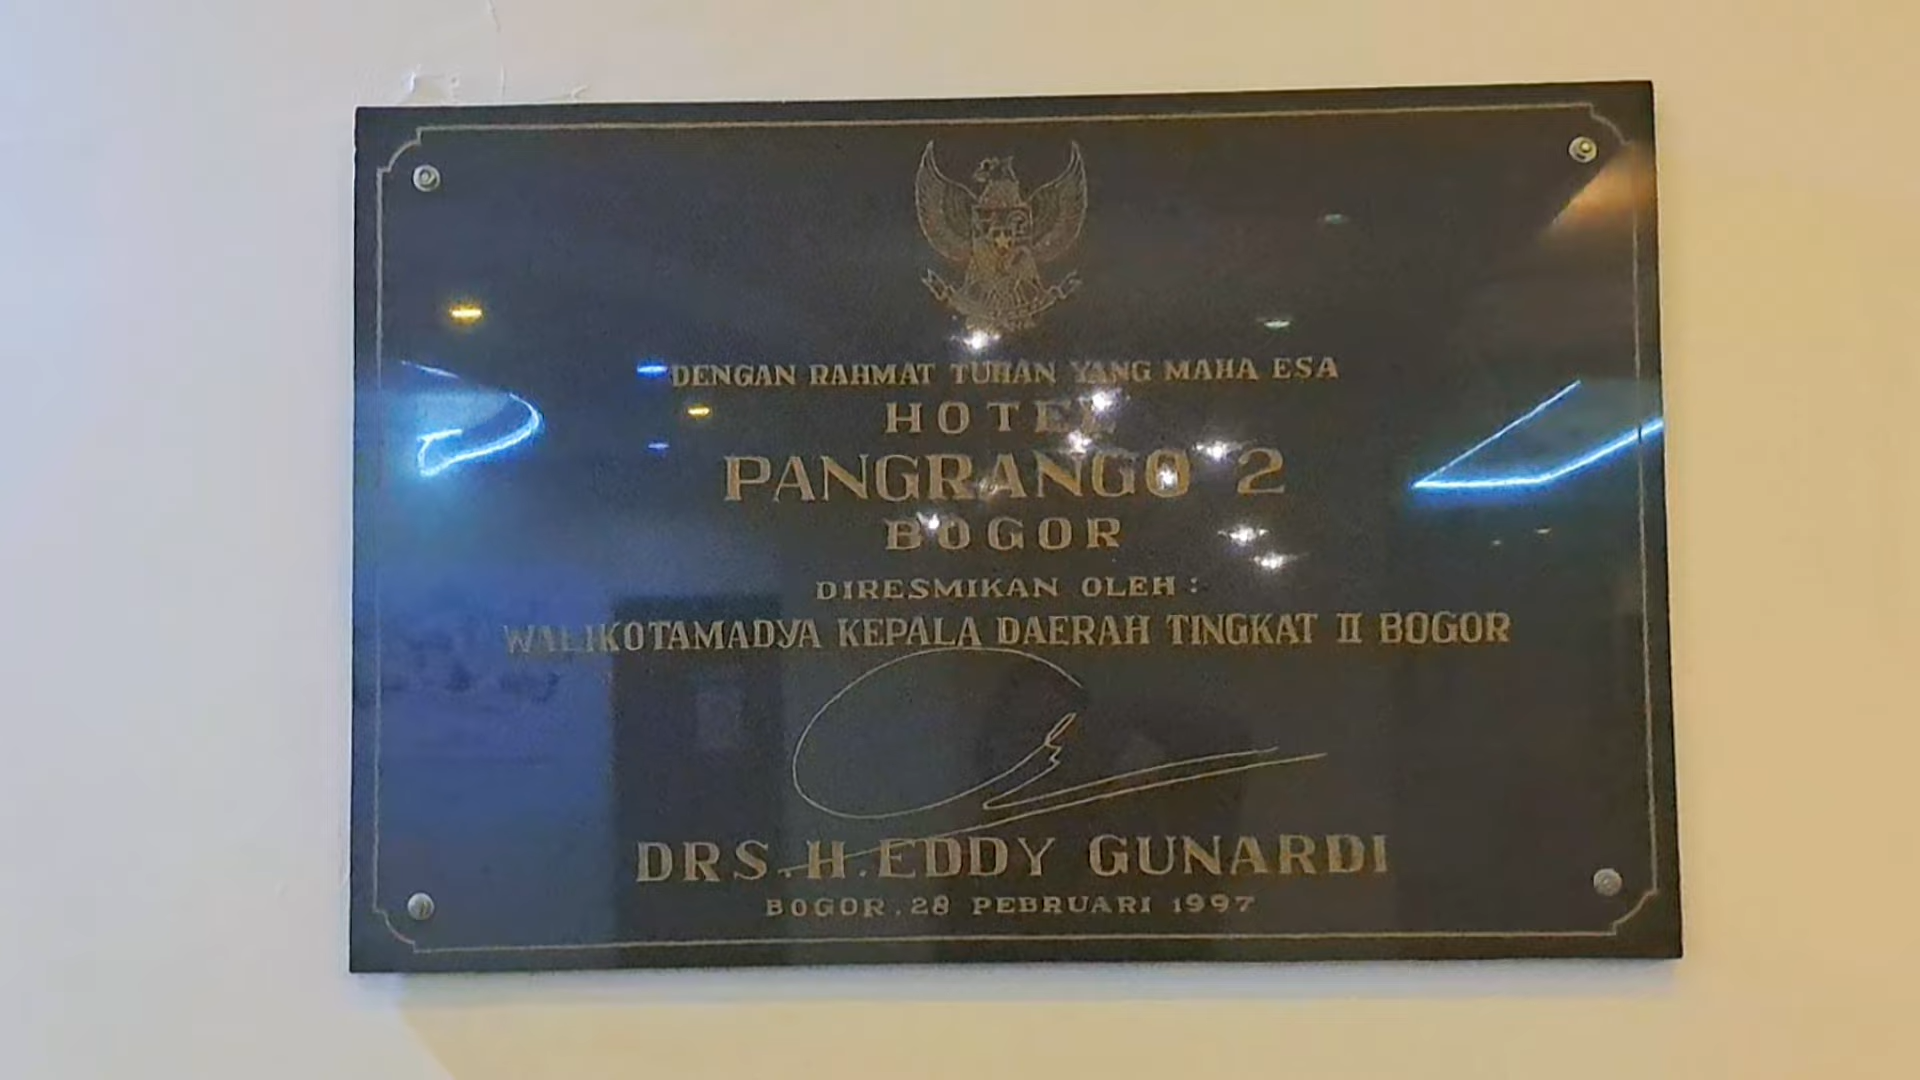 DENGAN RAHMAT TUHAN YANG MAHA ESA
HOTEL
PANGRANGO 2
BOGOR
DIRESMIKAN OLEH :
WALIKOTAMADYA KEPALA DAERAH TINGKAT II BOGOR
DRS. H. EDDY GUNARDI
BOGOR, 28 PEBRUARI 1997